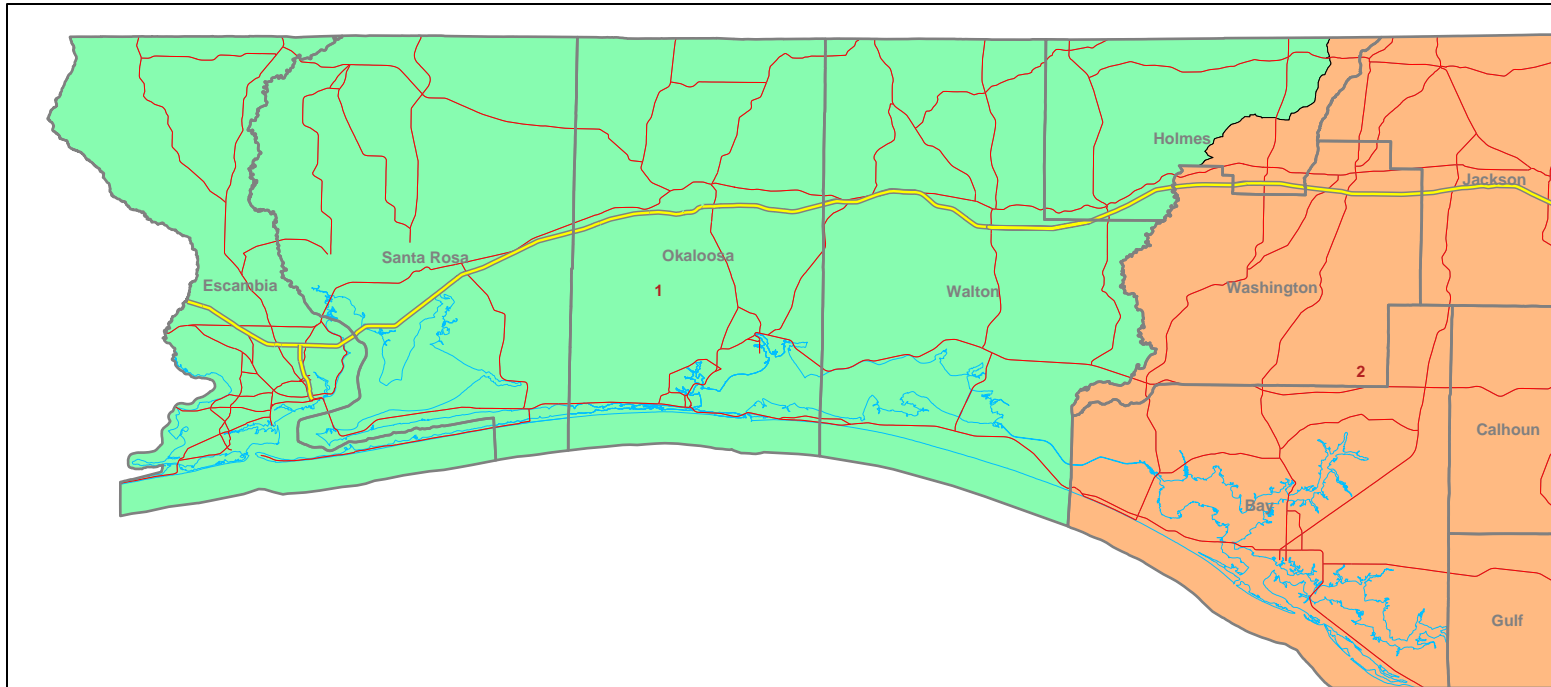 Holmes
Jackson
Santa Rosa
Okaloosa
Escambia
1
Walton
Washington
2
Calhoun
Bay
Gulf